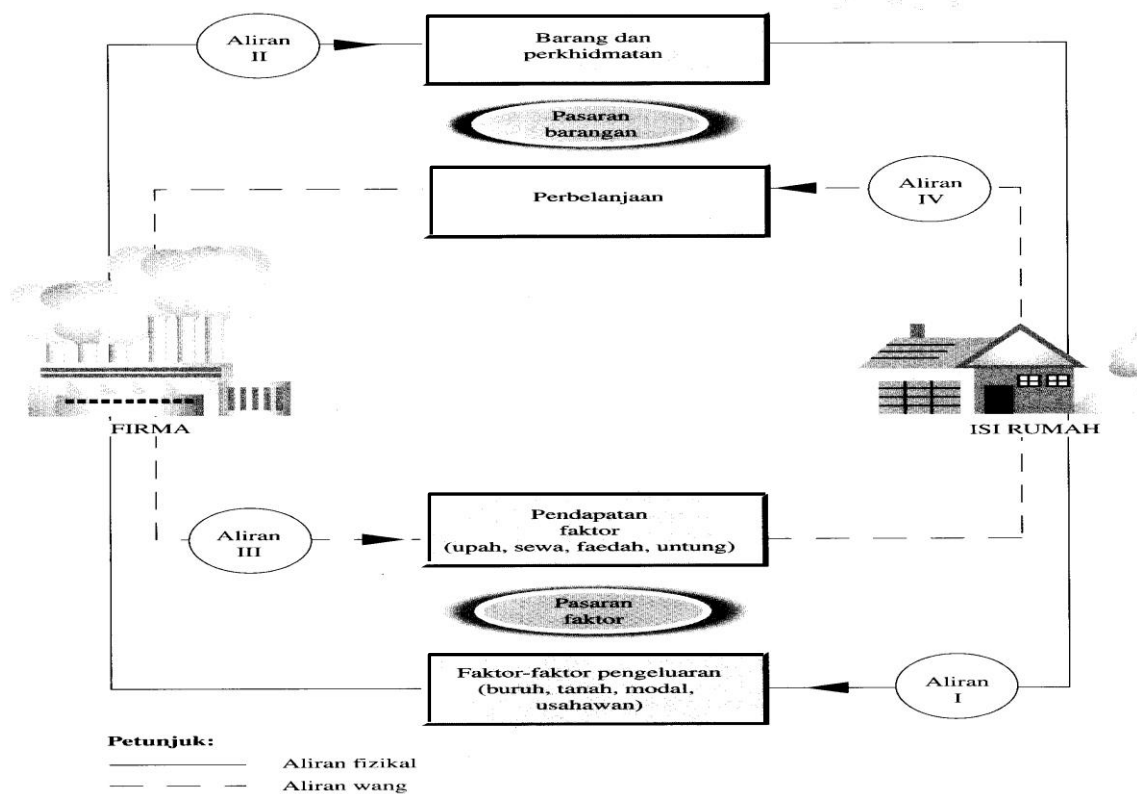 Aliran
II
Barang dan
perkhidmatan
Pasaran
barangan
Perbelanjaan
Aliran
IV
FIRMA
ISI RUMAH
Aliran
III
Pendapatan
faktor
(upah, sewa, faedah, untung)
Pasaran
faktor
Faktor-faktor pengeluaran
(buruh, tanah, modal,
usahawan)
Aliran
I
Petunjuk:
Aliran fizikal
Aliran wang